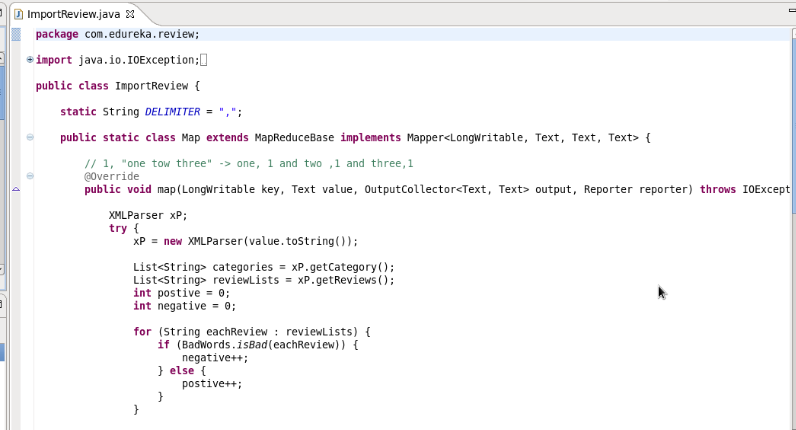 ImportReview.java
package com.edureka.review;
import java.io.IOException;
public class ImportReview {
static String DELIMITER = ",";
public static class Map extends MapReduceBase implements Mapper<LongWritable, Text, Text, Text> {
// 1, "one tow three" -> one, 1 and two ,1 and three,1
@Override
public void map(LongWritable key, Text value, OutputCollector<Text, Text> output, Reporter reporter) throws IOExcept
XMLParser xP;
try {
xP = new XMLParser(value.toString());
List<String> categories = xP.getCategory();
List<String> reviewLists = xP.getReviews();
int postive = 0;
int negative = 0;
for (String eachReview : reviewLists) {
if (BadWords.isBad(eachReview)) {
negative++;
} else {
postive++;
}
}